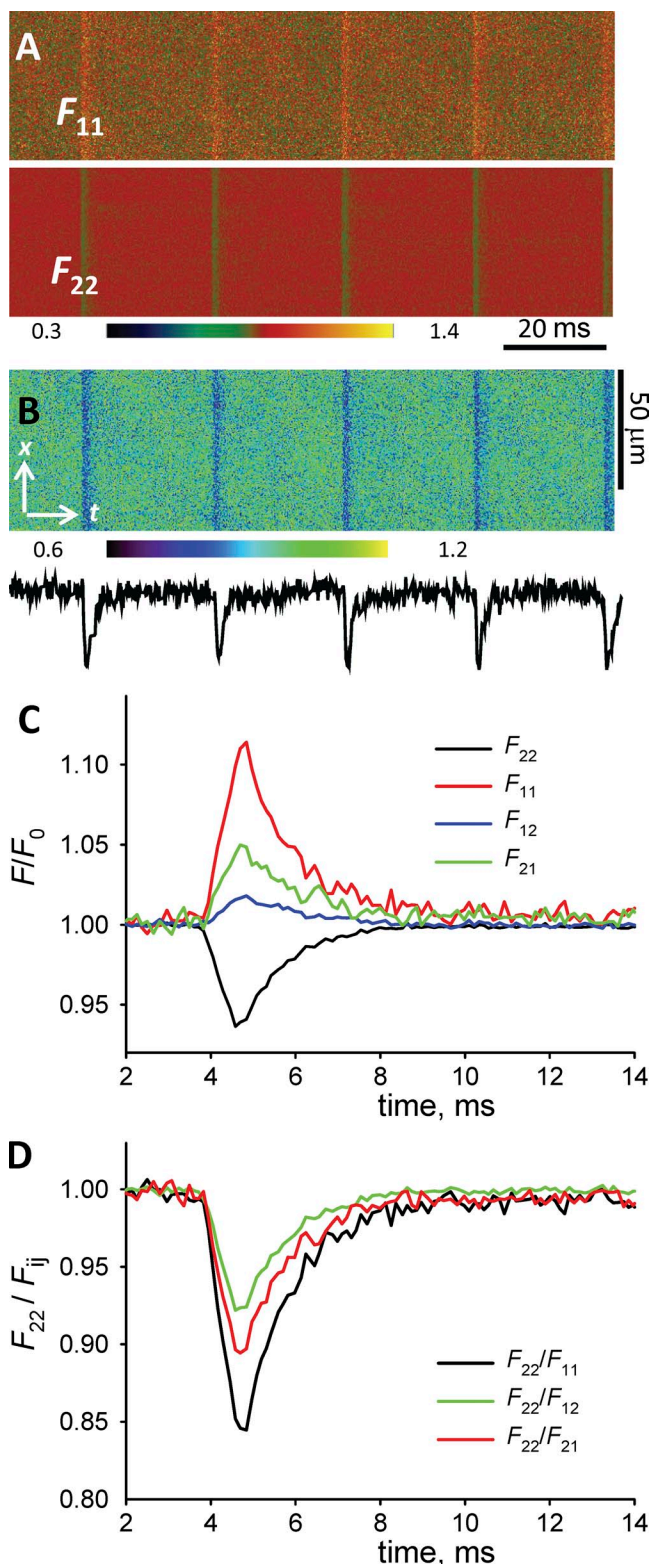 A
F11
F22
0.3
1.4
20 ms
B
x
t
50 µm
0.6
1.2
C
F/F0
1.10
1.05
1.00
0.95
F22
F11
F12
F21
2 4 6 8 10 12 14
time, ms
D
F22 / Fij
1.00
0.95
0.90
0.85
0.80
F22/F11
F22/F12
F22/F21
2 4 6 8 10 12 14
time, ms